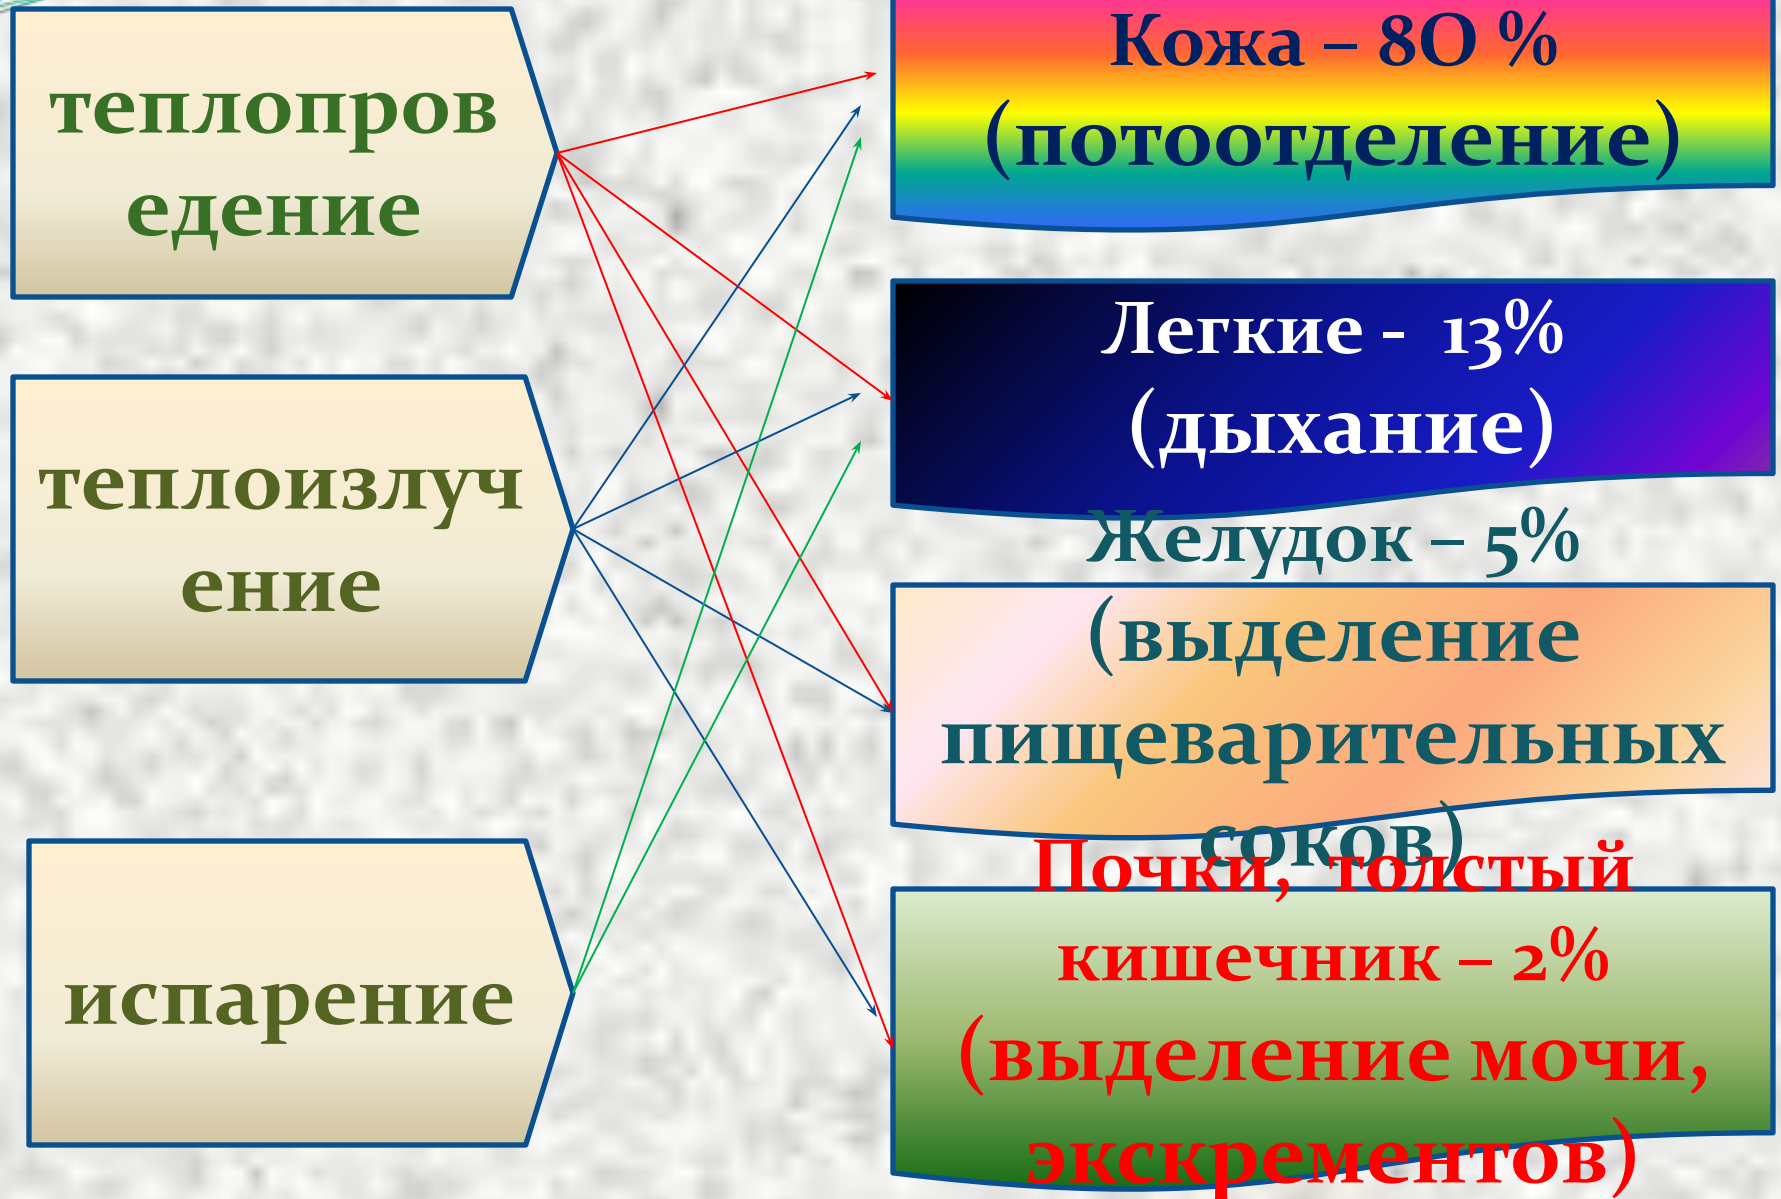 теплопров
едение
теплоизлуч
ение
испарение
Кожа – 8О %
(потоотделение)
Легкие - 13%
(дыхание)
Желудок – 5%
(выделение
пищеварительных
соков)
Почки, толстый
кишечник – 2%
(выделение мочи,
экскрементов)